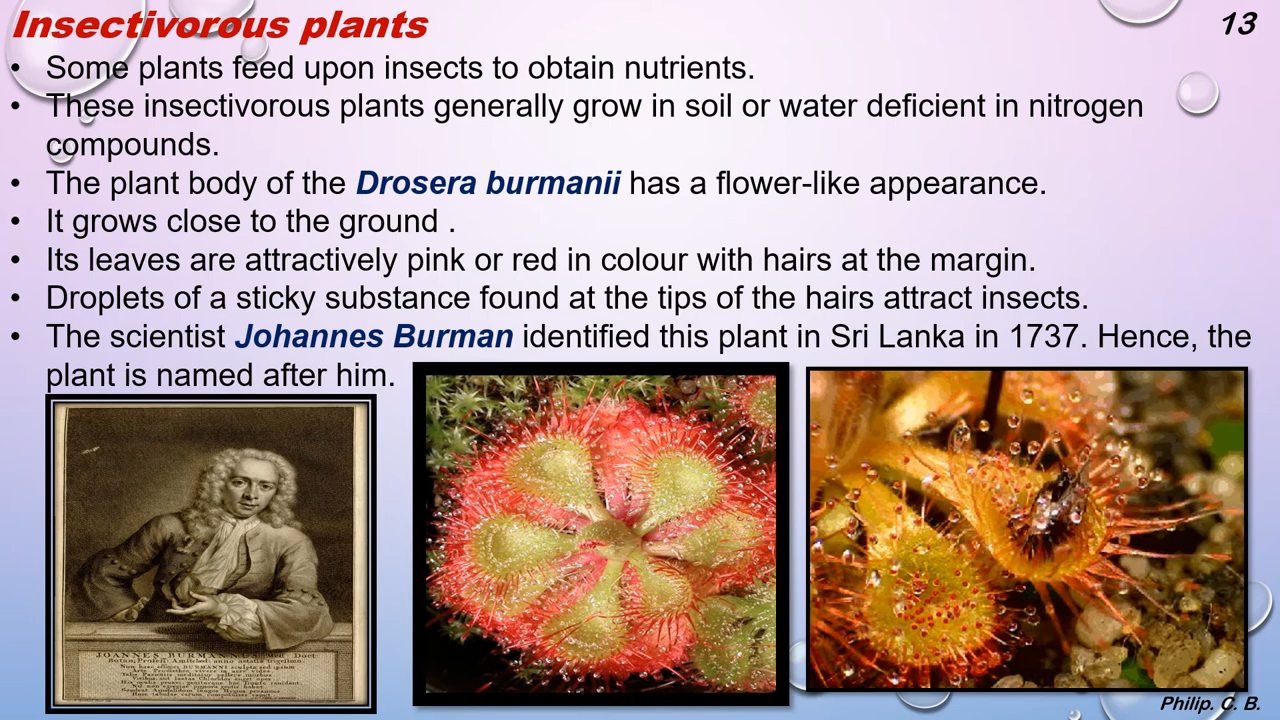 Insectivorous plants
13
• Some plants feed upon insects to obtain nutrients.
• These insectivorous plants generally grow in soil or water deficient in nitrogen
compounds.
• The plant body of the Drosera burmanii has a flower-like appearance.
• It grows close to the ground .
• Its leaves are attractively pink or red in colour with hairs at the margin.
• Droplets of a sticky substance found at the tips of the hairs attract insects.
• The scientist Johannes Burman identified this plant in Sri Lanka in 1737. Hence, the
plant is named after him.
Philip. C. B.